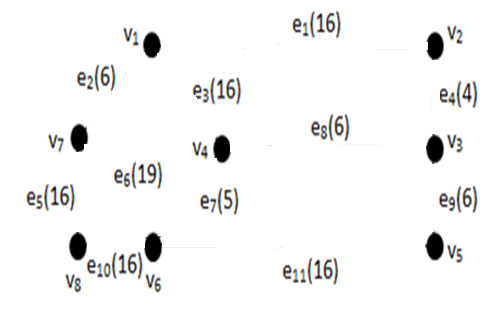 e₁(16)
v₁
v₂
e₂(6)
e₃(16)
e₄(4)
e₈(6)
v₇
v₄
v₃
e₆(19)
e₅(16)
e₇(5)
e₉(6)
v₅
e₁₀(16)
e₁₁(16)
v₈
v₆